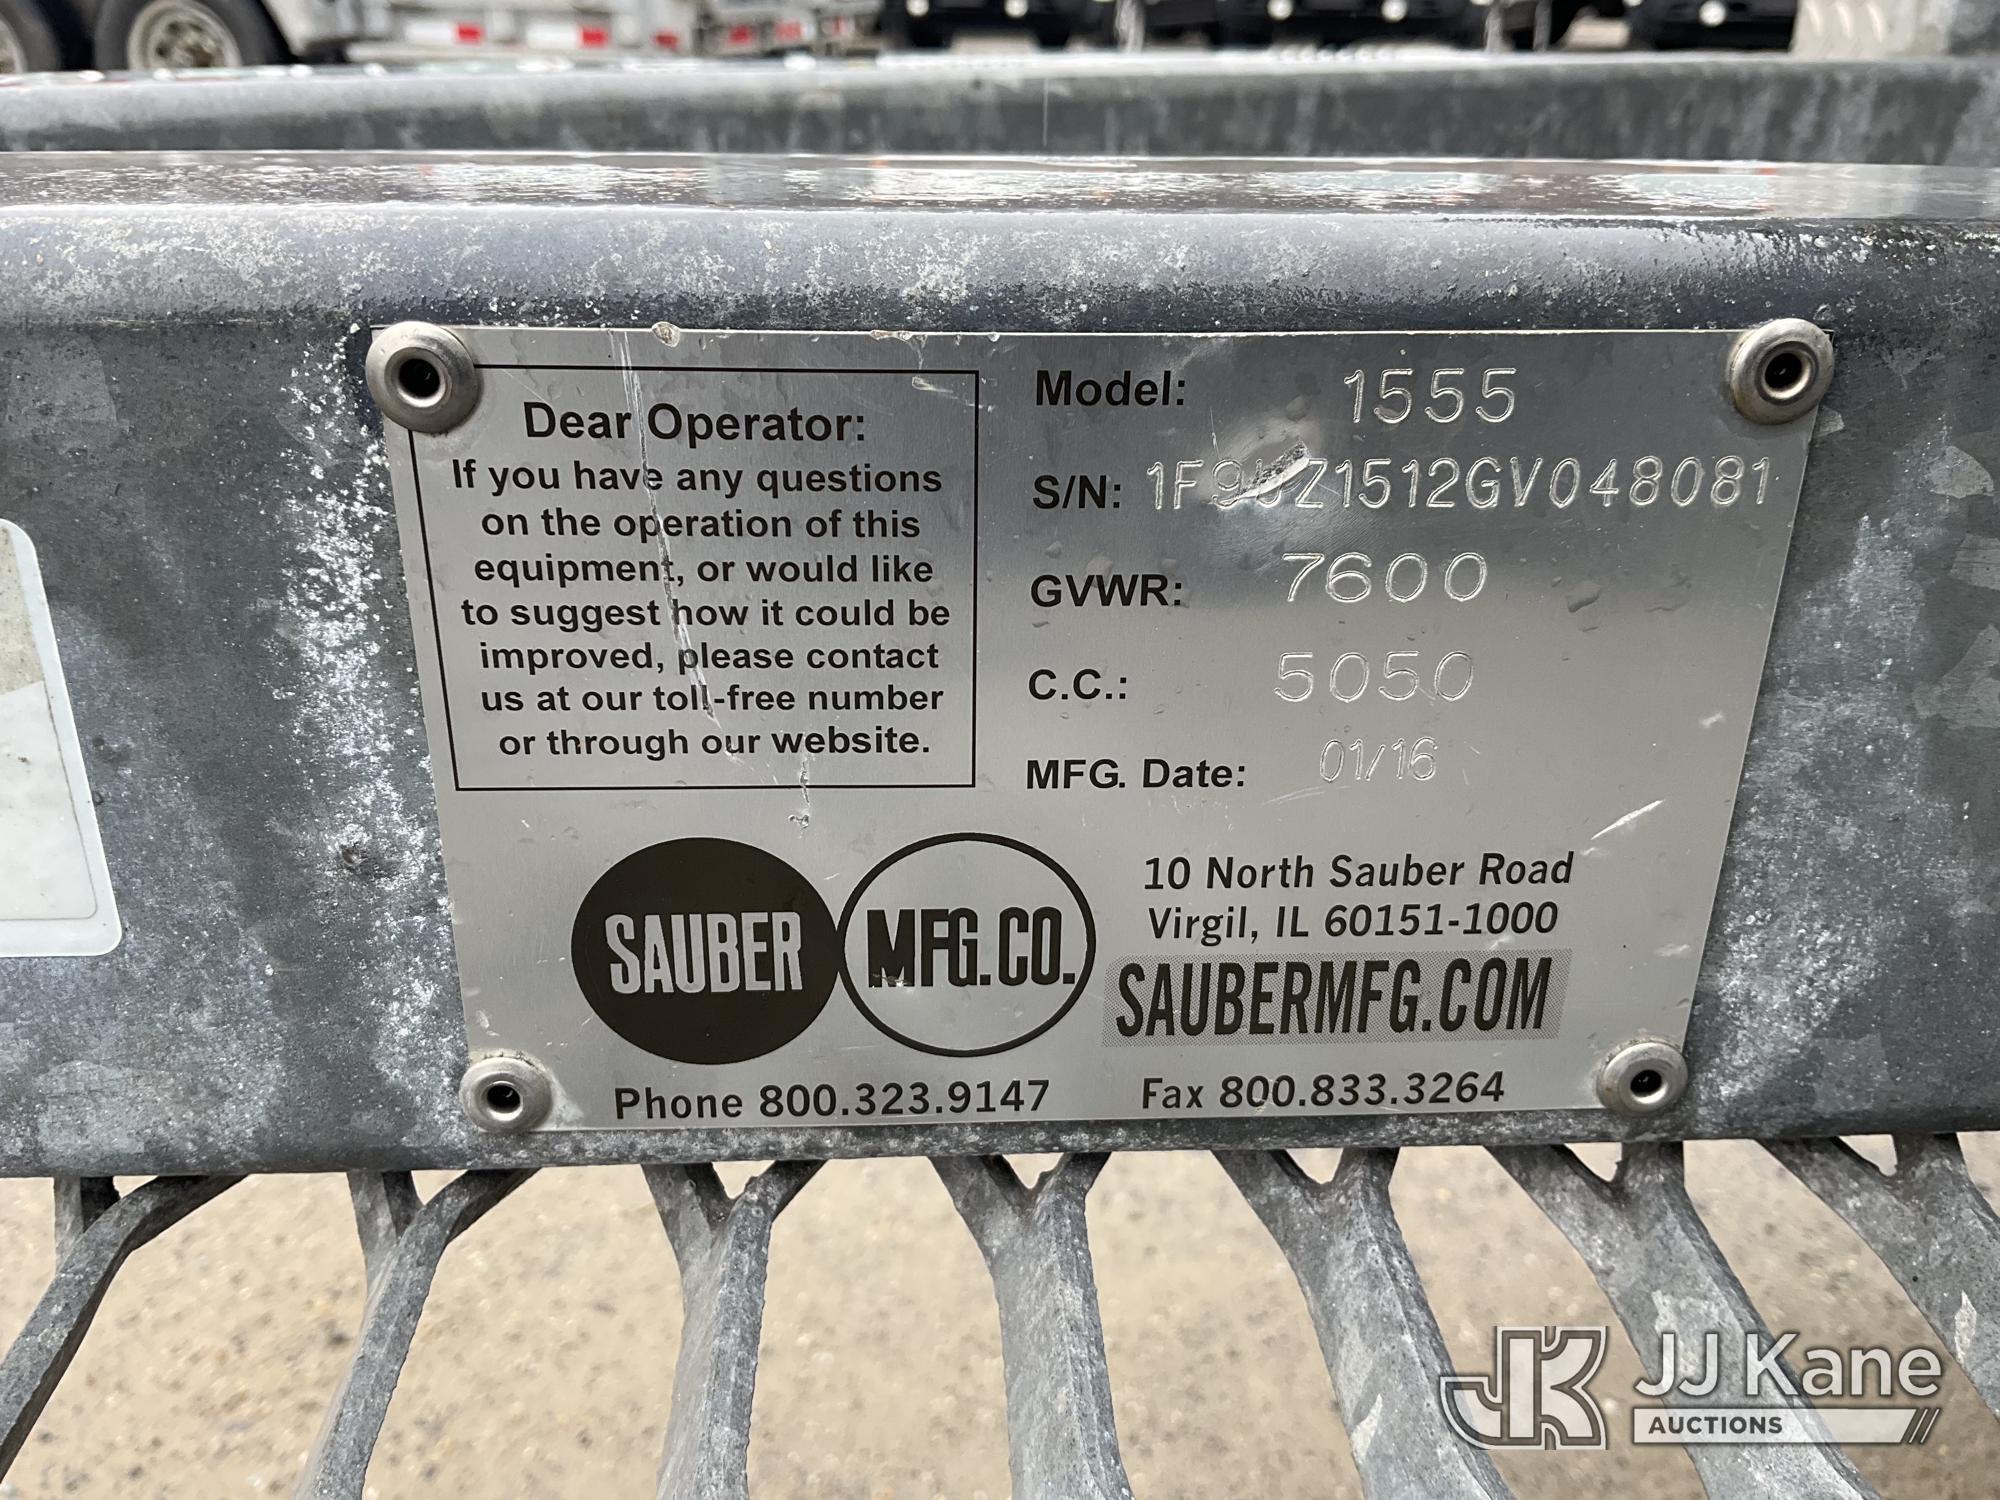 Dear Operator:
If you have any questions
on the operation of this
equipment, or would like
to suggest how it could be
improved, please contact
us at our toll-free number
or through our website.
Model: 1555
S/N:
GVWR: 7600
C.C.: 5050
MFG. Date: 01/16
SAUBER MFG.CO.
10 North Sauber Road
Virgil, IL 60151-1000
SAUBERMFG.COM
Phone 800.323.9147
Fax 800.833.3264
JK JJ Kane
AUCTIONS